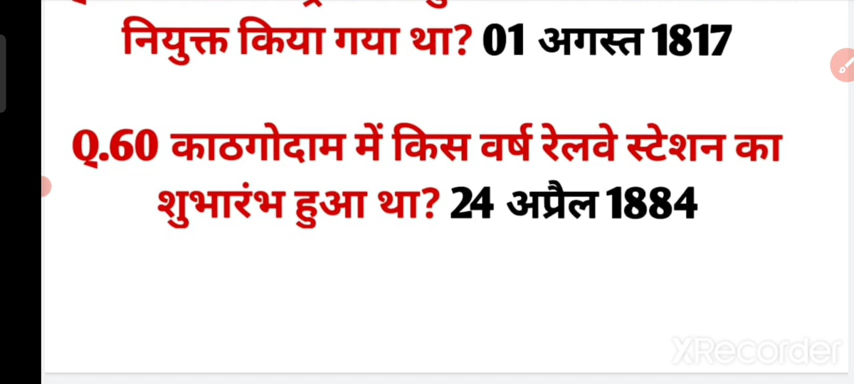 नियुक्त किया गया था? 01 अगस्त 1817
Q.60 काठगोदाम में किस वर्ष रेलवे स्टेशन का
शुभारंभ हुआ था? 24 अप्रैल 1884
XRecorder